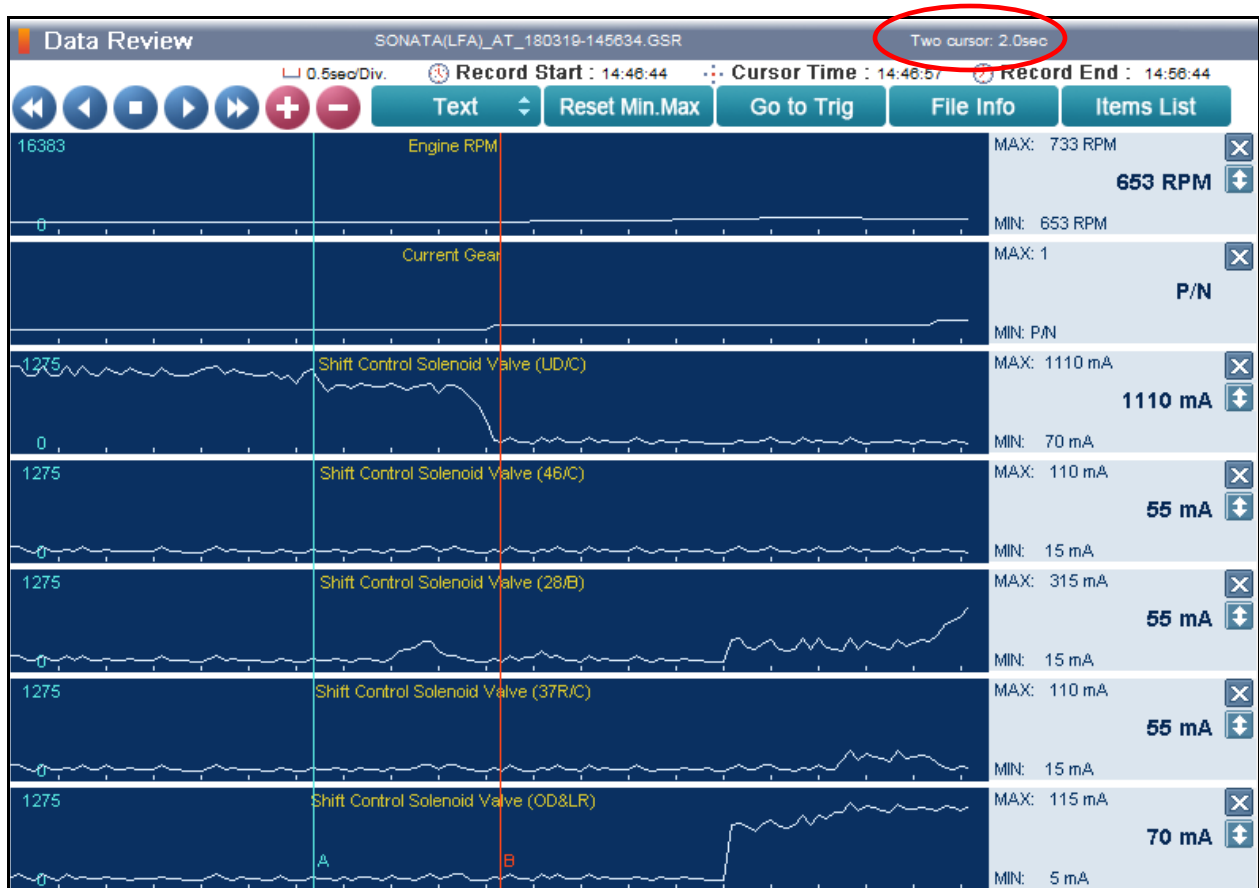 Data Review SONATA(LFA)_AT_180319-145634.GSR Two cursor: 2.0sec
0.5sec/Div. Record Start : 14:46:44 Cursor Time : 14:46:57 Record End : 14:56:44
Text Reset Min.Max Go to Trig File Info Items List
16383 Engine RPM MAX: 733 RPM
653 RPM
0 MIN: 653 RPM
Current Gear MAX: 1
P/N
MIN: P/N
1275 Shift Control Solenoid Valve (UD/C) MAX: 1110 mA
1110 mA
0 MIN: 70 mA
1275 Shift Control Solenoid Valve (46/C) MAX: 110 mA
55 mA
0 MIN: 15 mA
1275 Shift Control Solenoid Valve (28/B) MAX: 315 mA
55 mA
0 MIN: 15 mA
1275 Shift Control Solenoid Valve (37R/C) MAX: 110 mA
55 mA
0 MIN: 15 mA
1275 Shift Control Solenoid Valve (OD&LR) MAX: 115 mA
70 mA
A B
0 MIN: 5 mA